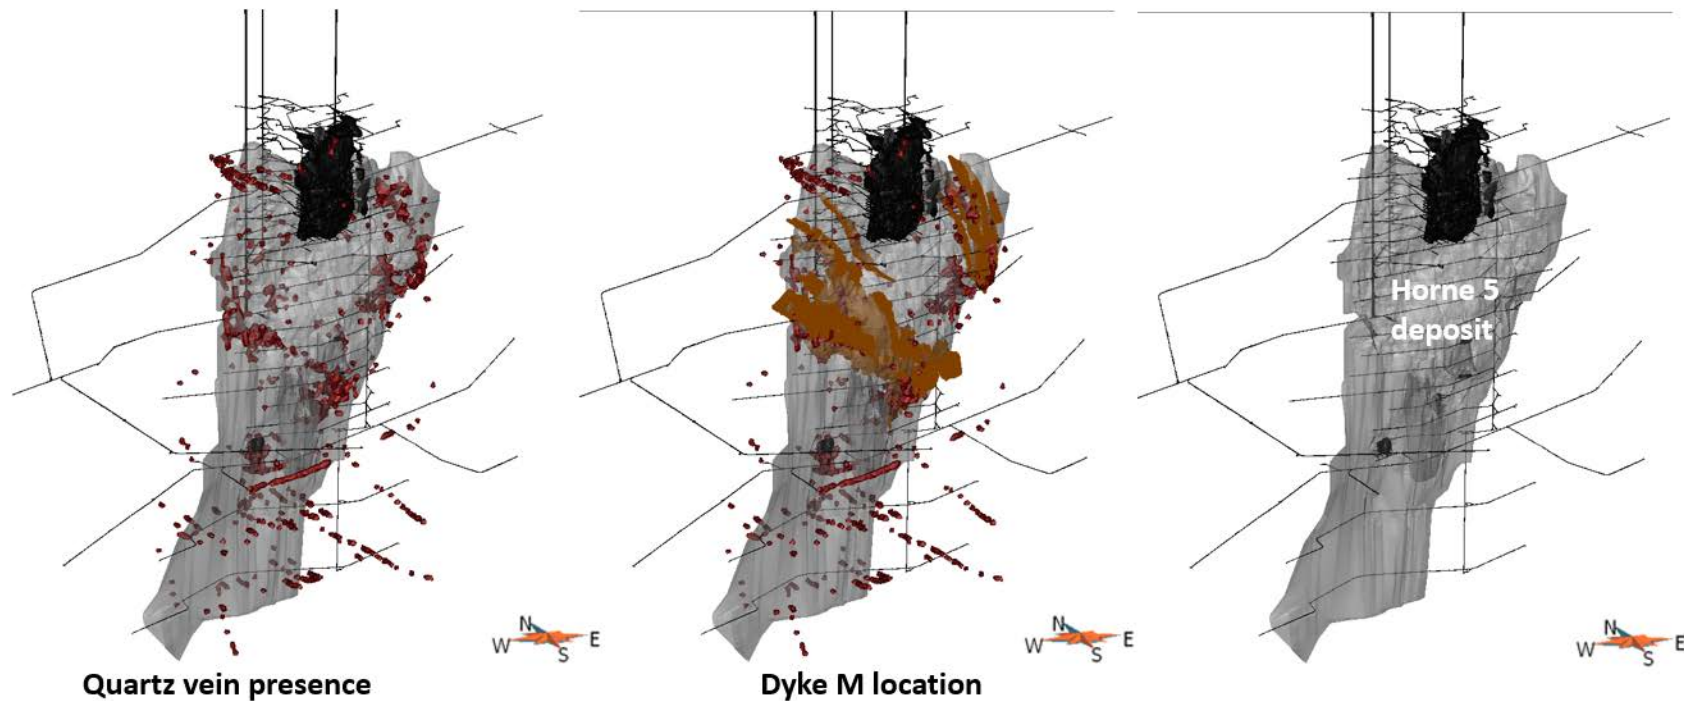 Horne 5
deposit
N
W E
S
N
W E
S
N
W E
S
Quartz vein presence
Dyke M location